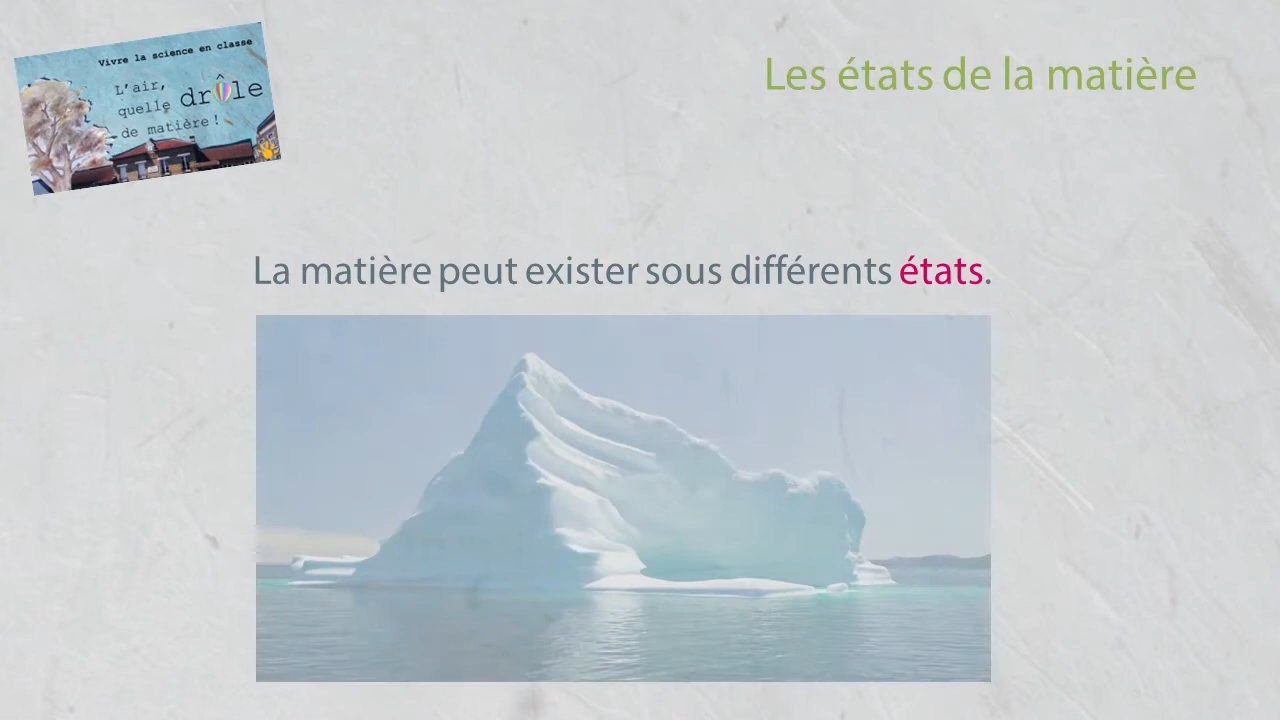 Vivre la science en classe
L'air,
quelle drôle
de matière !
Les états de la matière
La matière peut exister sous différents états.